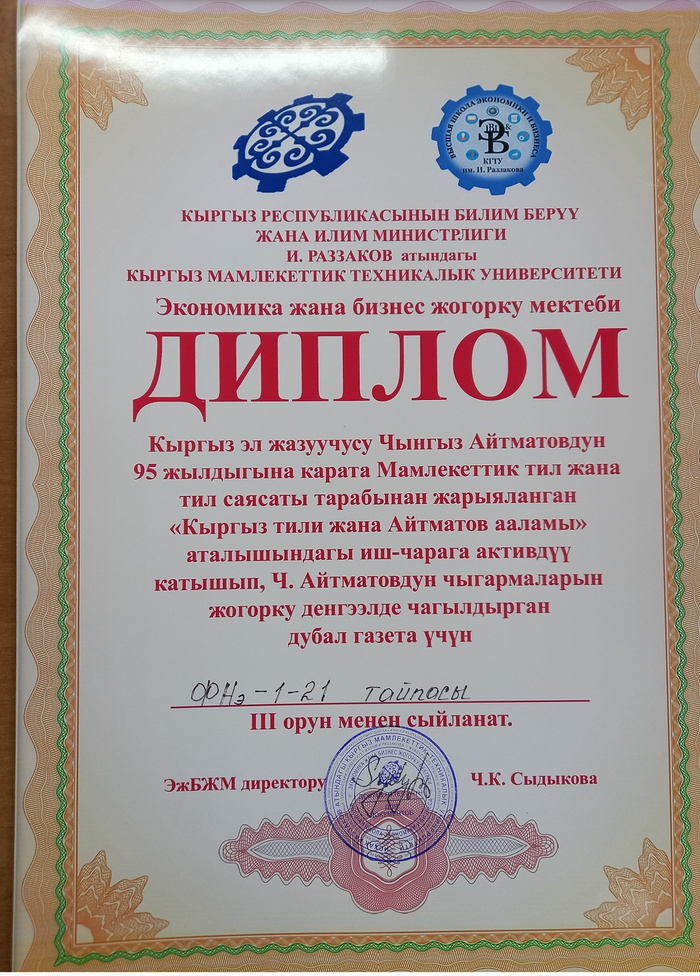 ВЫСШАЯ ШКОЛА ЭКОНОМИКИ И БИЗНЕСА
КГТУ
им. И. Раззакова
КЫРГЫЗ РЕСПУБЛИКАСЫНЫН БИЛИМ БЕРҮҮ
ЖАНА ИЛИМ МИНИСТРЛИГИ
И. РАЗЗАКОВ атындагы
КЫРГЫЗ МАМЛЕКЕТТИК ТЕХНИКАЛЫК УНИВЕРСИТЕТИ
Экономика жана бизнес жогорку мектеби
ДИПЛОМ
Кыргыз эл жазуучусу Чынгыз Айтматовдун
95 жылдыгына карата Мамлекеттик тил жана
тил саясаты тарабынан жарыяланган
«Кыргыз тили жана Айтматов ааламы»
аталышындагы иш-чарага активдүү
катышып, Ч. Айтматовдун чыгармаларын
жогорку денгээлде чагылдырган
дубал газета үчүн
ФНэ-1-21 тайпасы
III орун менен сыйланат.
ЭжБЖМ директору Ч.К. Сыдыкова